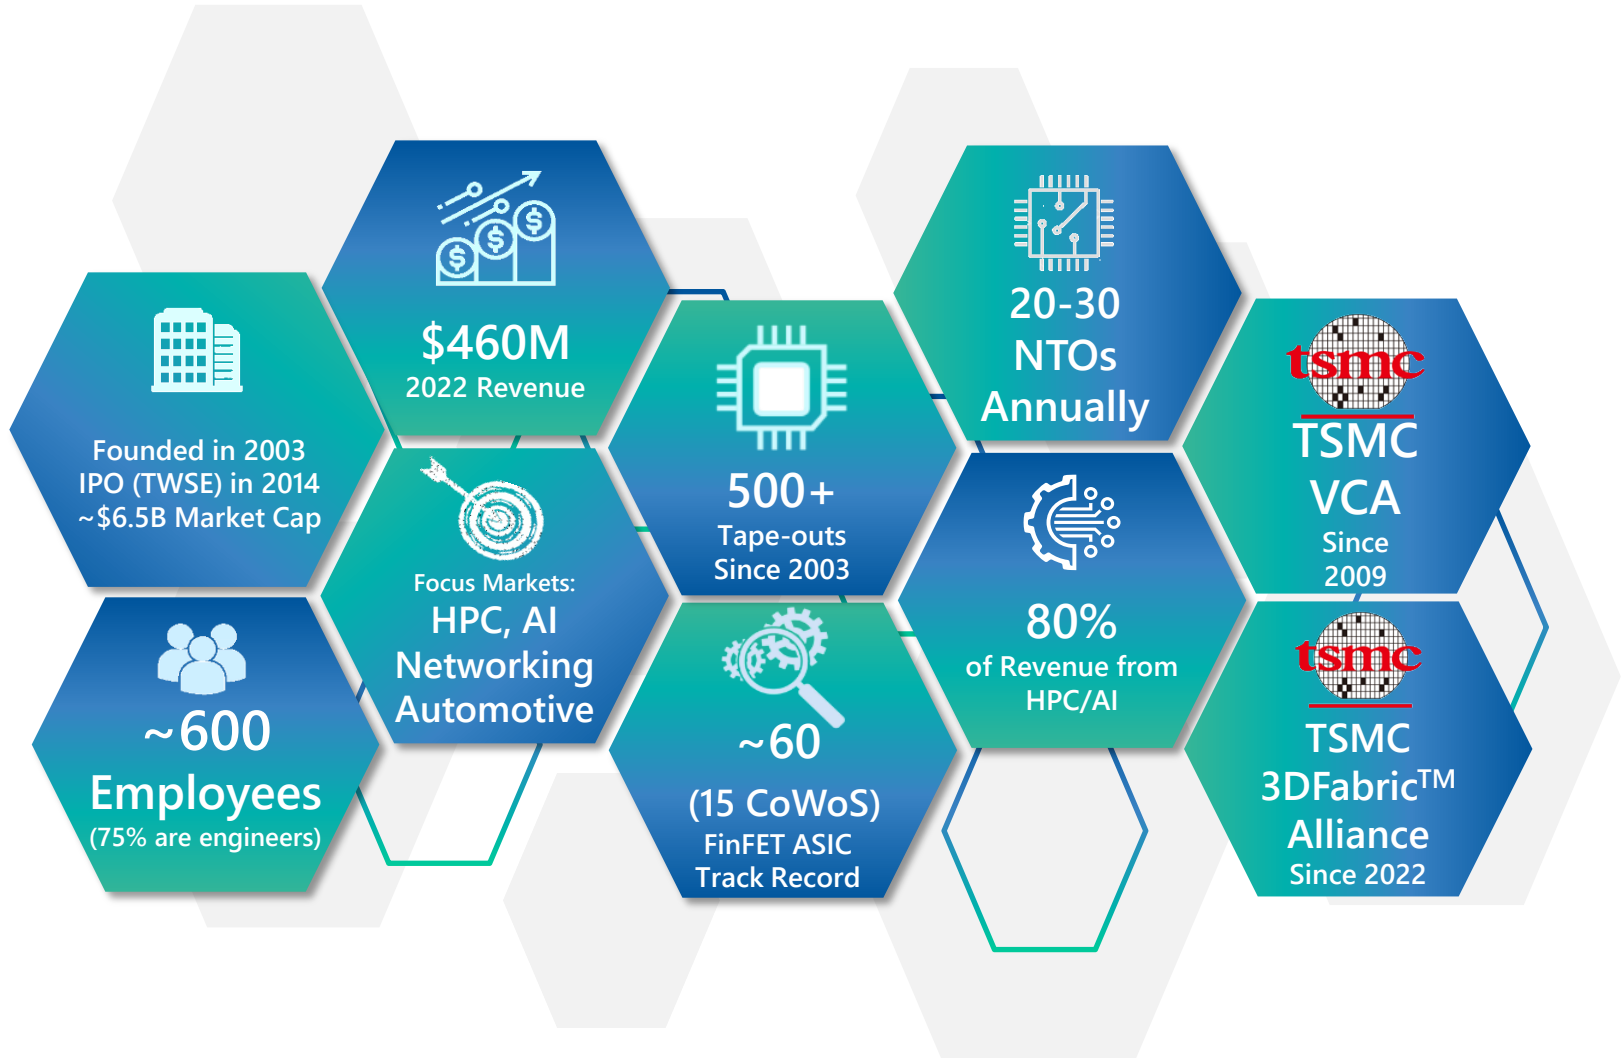 Founded in 2003
IPO (TWSE) in 2014
~$6.5B Market Cap
$460M
2022 Revenue
~600
Employees
(75% are engineers)
Focus Markets:
HPC, AI
Networking
Automotive
500+
Tape-outs
Since 2003
~60
(15 CoWoS)
FinFET ASIC
Track Record
20-30
NTOs
Annually
80%
of Revenue from
HPC/AI
tsmc
TSMC
VCA
Since
2009
tsmc
TSMC
3DFabric™
Alliance
Since 2022